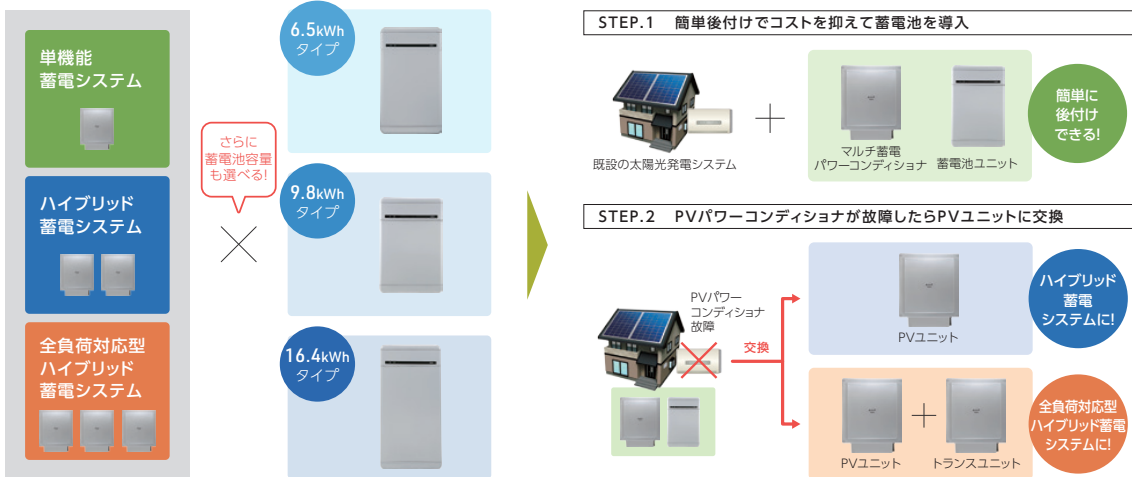 単機能
蓄電システム
ハイブリッド
蓄電システム
全負荷対応型
ハイブリッド
蓄電システム
さらに
蓄電池容量
も選べる!
6.5kWh
タイプ
9.8kWh
タイプ
16.4kWh
タイプ
STEP.1 簡単後付けでコストを抑えて蓄電池を導入
既設の太陽光発電システム
マルチ蓄電
パワーコンディショナ
蓄電池ユニット
簡単に
後付け
できる!
STEP.2 PVパワーコンディショナが故障したらPVユニットに交換
PVパワー
コンディショナ
故障
交換
PVユニット
ハイブリッド
蓄電
システムに!
PVユニット
トランスユニット
全負荷対応型
ハイブリッド蓄電
システムに!